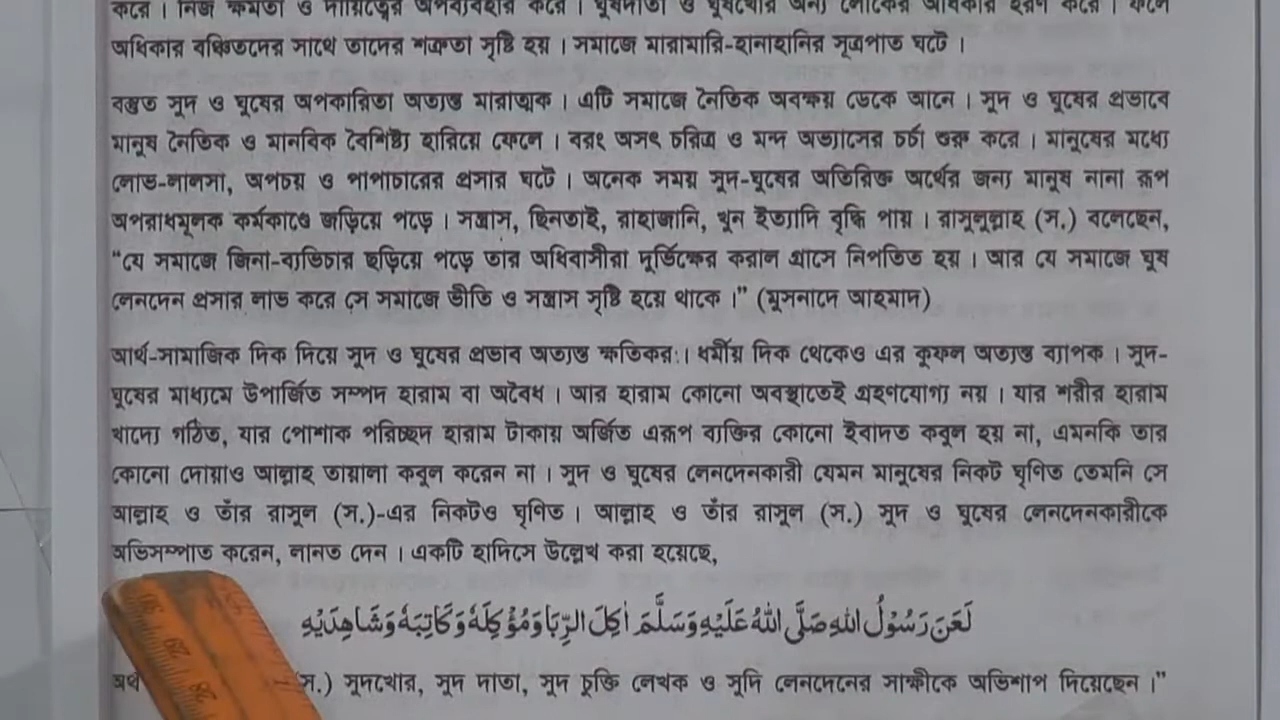 করে । নিজ ক্ষমতা ও দায়িত্বের অপব্যবহার করে । ঘুষদাতা ও ঘুষখোর অন্য লোকের অধিকার হরণ করে । ফলে
অধিকার বঞ্চিতদের সাথে তাদের শত্রুতা সৃষ্টি হয় । সমাজে মারামারি-হানাহানির সূত্রপাত ঘটে ।
বস্তুত সুদ ও ঘুষের অপকারিতা অত্যন্ত মারাত্মক । এটি সমাজে নৈতিক অবক্ষয় ডেকে আনে । সুদ ও ঘুষের প্রভাবে
মানুষ নৈতিক ও মানবিক বৈশিষ্ট্য হারিয়ে ফেলে । বরং অসৎ চরিত্র ও মন্দ অভ্যাসের চর্চা শুরু করে । মানুষের মধ্যে
লোভ-লালসা, অপচয় ও পাপাচারের প্রসার ঘটে । অনেক সময় সুদ-ঘুষের অতিরিক্ত অর্থের জন্য মানুষ নানা রূপ
অপরাধমূলক কর্মকাণ্ডে জড়িয়ে পড়ে । সন্ত্রাস, ছিনতাই, রাহাজানি, খুন ইত্যাদি বৃদ্ধি পায় । রাসুলুল্লাহ (স.) বলেছেন,
“যে সমাজে জিনা-ব্যভিচার ছড়িয়ে পড়ে তার অধিবাসীরা দুর্ভিক্ষের করাল গ্রাসে নিপতিত হয় । আর যে সমাজে ঘুষ
লেনদেন প্রসার লাভ করে সে সমাজে ভীতি ও সন্ত্রাস সৃষ্টি হয়ে থাকে ।” (মুসনাদে আহমাদ)
আর্থ-সামাজিক দিক দিয়ে সুদ ও ঘুষের প্রভাব অত্যন্ত ক্ষতিকর । ধর্মীয় দিক থেকেও এর কুফল অত্যন্ত ব্যাপক । সুদ-
ঘুষের মাধ্যমে উপার্জিত সম্পদ হারাম বা অবৈধ । আর হারাম কোনো অবস্থাতেই গ্রহণযোগ্য নয় । যার শরীর হারাম
খাদ্যে গঠিত, যার পোশাক পরিচ্ছদ হারাম টাকায় অর্জিত এরূপ ব্যক্তির কোনো ইবাদত কবুল হয় না, এমনকি তার
কোনো দোয়াও আল্লাহ তায়ালা কবুল করেন না । সুদ ও ঘুষের লেনদেনকারী যেমন মানুষের নিকট ঘৃণিত তেমনি সে
আল্লাহ ও তাঁর রাসুল (স.)-এর নিকটও ঘৃণিত । আল্লাহ ও তাঁর রাসুল (স.) সুদ ও ঘুষের লেনদেনকারীকে
অভিসম্পাত করেন, লানত দেন । একটি হাদিসে উল্লেখ করা হয়েছে,
لَعَنَ رَسُوْلُ اللهِ صَلَّى اللهُ عَلَيْهِ وَسَلَّمَ اٰكِلَ الرِّبَا وَمُؤْكِلَهٗ وَكَاتِبَهٗ وَشَاهِدَيْهِ
অর্থ (স.) সুদখোর, সুদ দাতা, সুদ চুক্তি লেখক ও সুদি লেনদেনের সাক্ষীকে অভিশাপ দিয়েছেন ।”